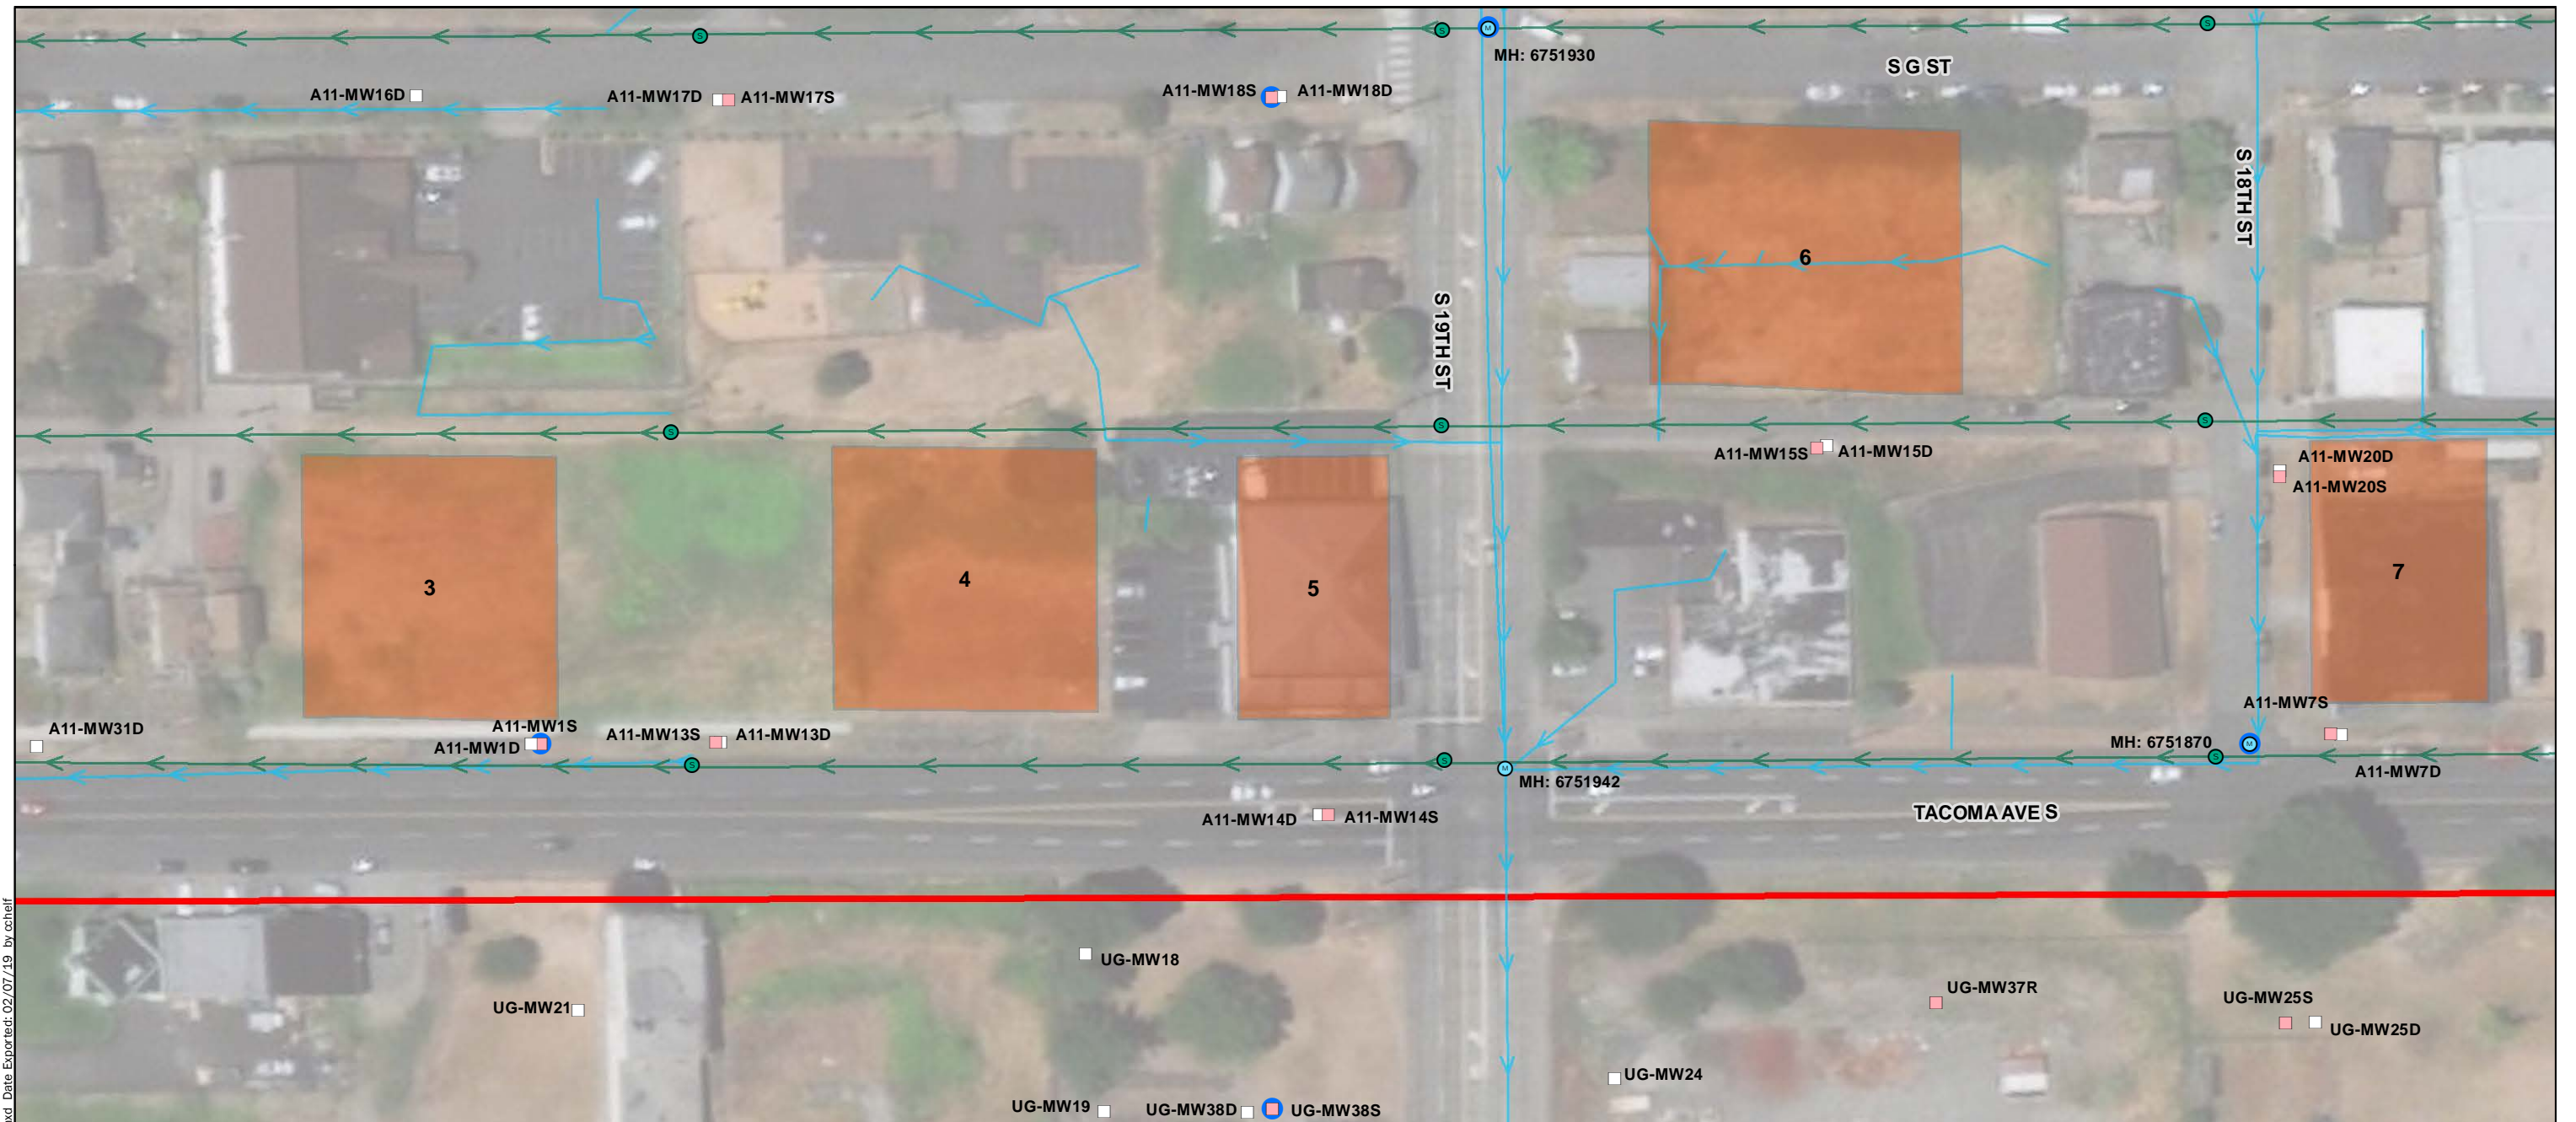 MH: 6751930
S G ST
A11-MW16D
A11-MW17D
A11-MW17S
A11-MW18S
A11-MW18D
S 18TH ST
6
S 19TH ST
A11-MW15S
A11-MW15D
A11-MW20D
A11-MW20S
3
4
5
7
A11-MW7S
A11-MW31D
A11-MW1S
A11-MW1D
A11-MW13S
A11-MW13D
MH: 6751870
A11-MW7D
MH: 6751942
A11-MW14D
A11-MW14S
TACOMA AVE S
UG-MW18
UG-MW21
UG-MW37R
UG-MW25S
UG-MW25D
UG-MW24
UG-MW19
UG-MW38D
UG-MW38S
Date Exported: 02/07/19 by cchelf